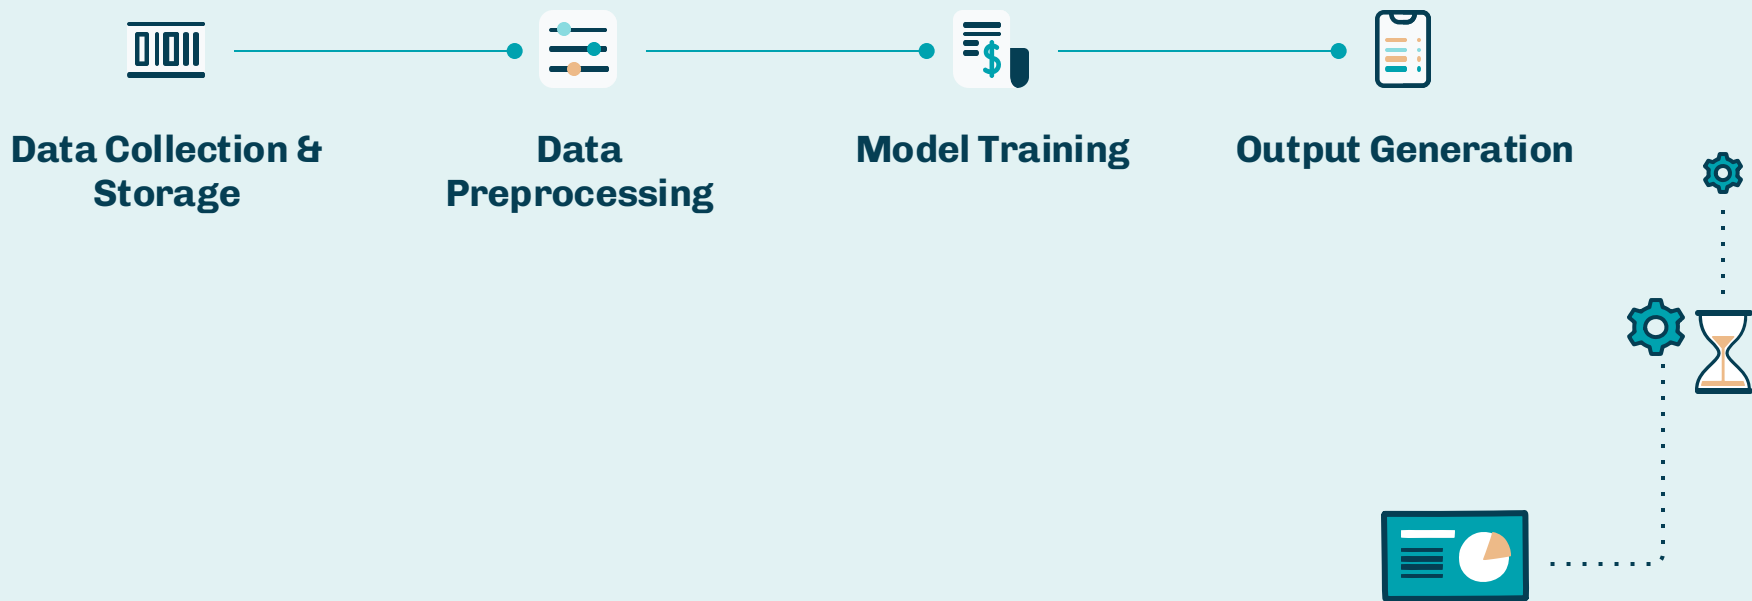 Data Collection &
Storage
Data
Preprocessing
Model Training
Output Generation